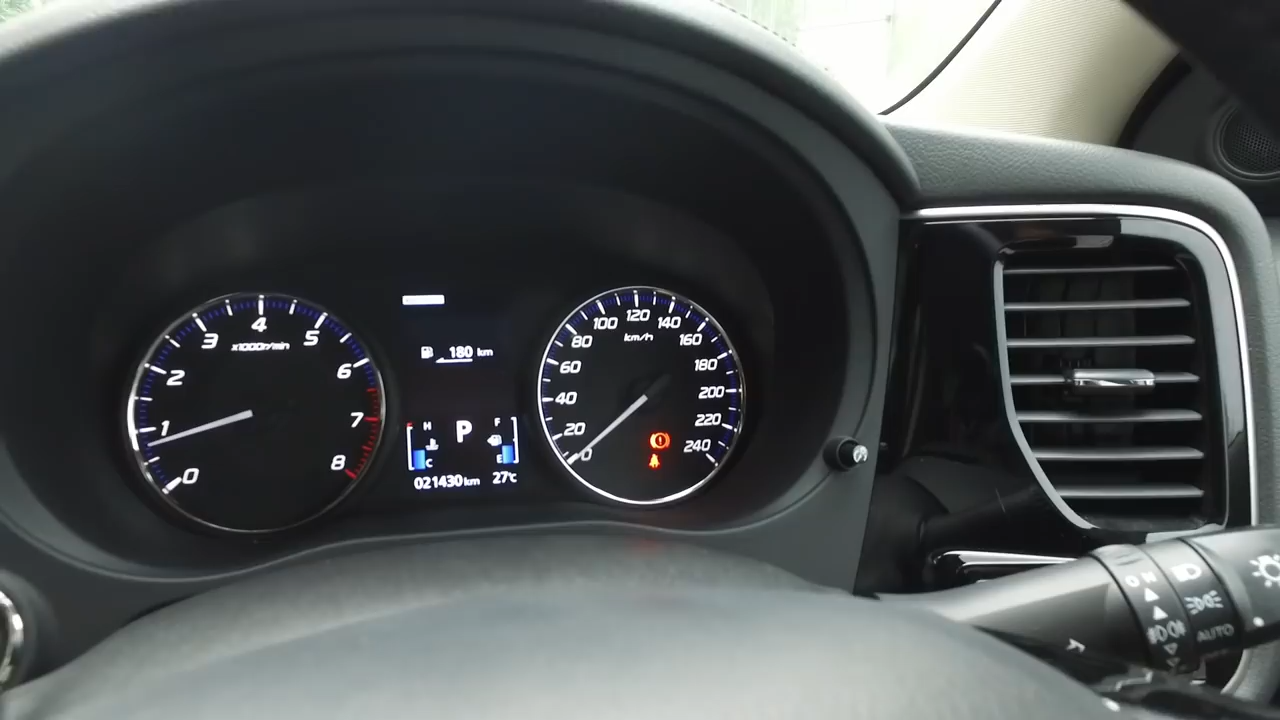 0 1 2 3 4 5 6 7 8
x1000r/min
180 km
H
C
P
F
E
021430 km 27°C
0 20 40 60 80 100 120 140 160 180 200 220 240
km/h
ON
AUTO